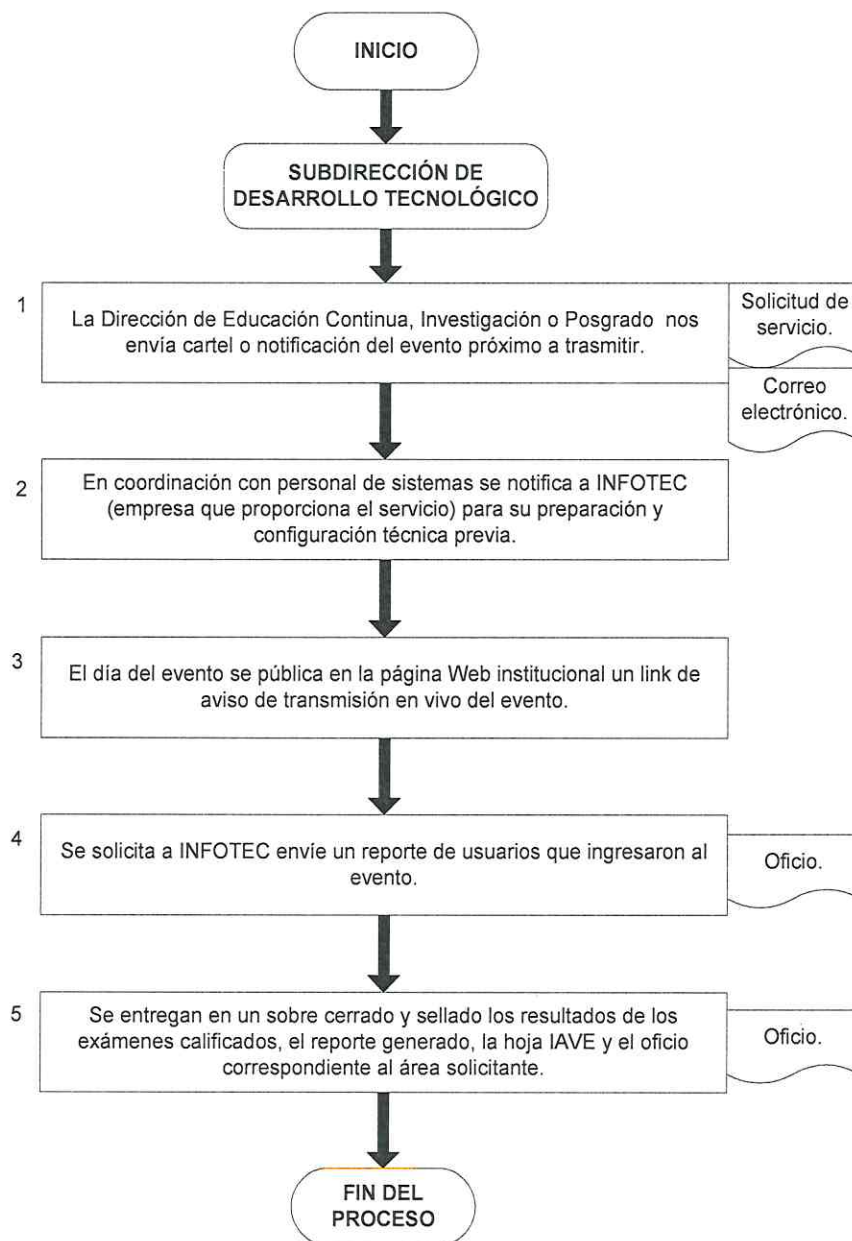 INICIO
SUBDIRECCIÓN DE
DESARROLLO TECNOLÓGICO
1
La Dirección de Educación Continua, Investigación o Posgrado nos
envía cartel o notificación del evento próximo a trasmitir.
Solicitud de
servicio.
Correo
electrónico.
2
En coordinación con personal de sistemas se notifica a INFOTEC
(empresa que proporciona el servicio) para su preparación y
configuración técnica previa.
3
El día del evento se pública en la página Web institucional un link de
aviso de transmisión en vivo del evento.
4
Se solicita a INFOTEC envíe un reporte de usuarios que ingresaron al
evento.
Oficio.
5
Se entregan en un sobre cerrado y sellado los resultados de los
exámenes calificados, el reporte generado, la hoja IAVE y el oficio
correspondiente al área solicitante.
Oficio.
FIN DEL
PROCESO